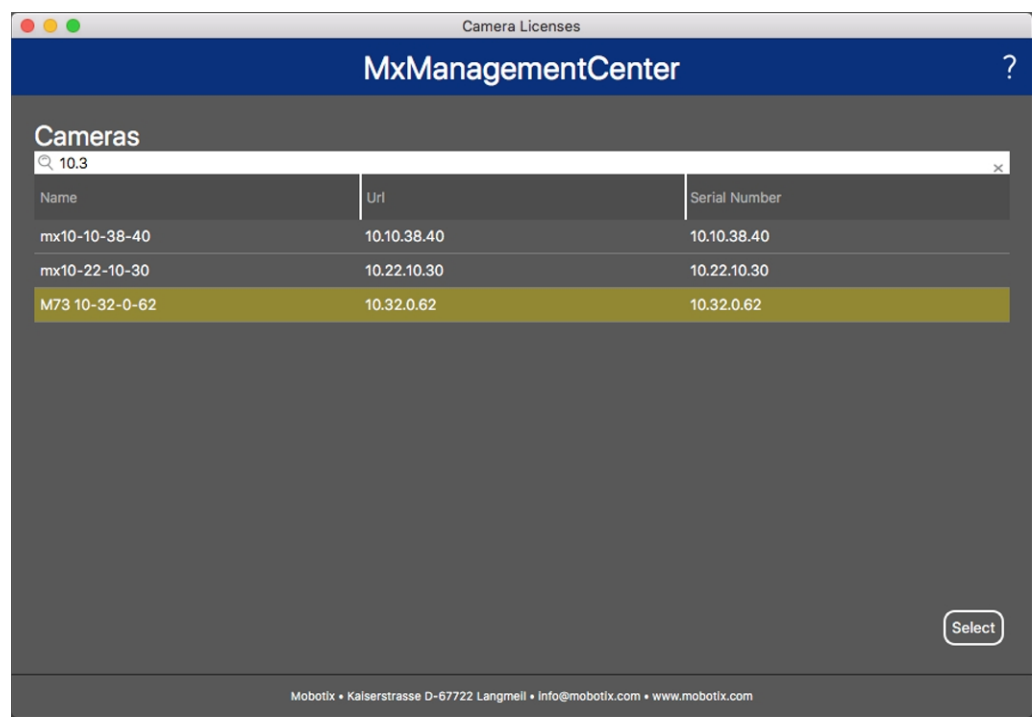 Camera Licenses
MxManagementCenter ?
Cameras
10.3
Name Url Serial Number
mx10-10-38-40 10.10.38.40 10.10.38.40
mx10-22-10-30 10.22.10.30 10.22.10.30
M73 10-32-0-62 10.32.0.62 10.32.0.62
Select
Mobotix • Kaiserstrasse D-67722 Langmeil • info@mobotix.com • www.mobotix.com